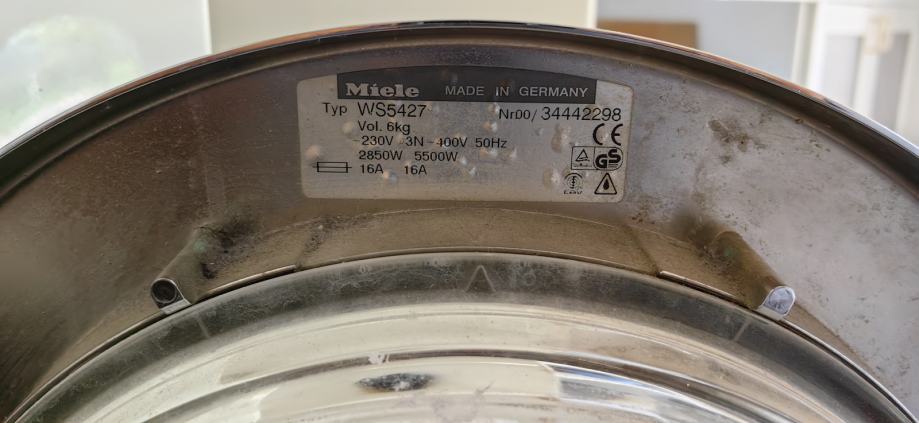 Miele MADE IN GERMANY
Typ WS5427 Nr00/ 34442298
Vol. 6kg
~230V 3N~400V 50Hz
2850W 5500W
16A 16A
CE
GS